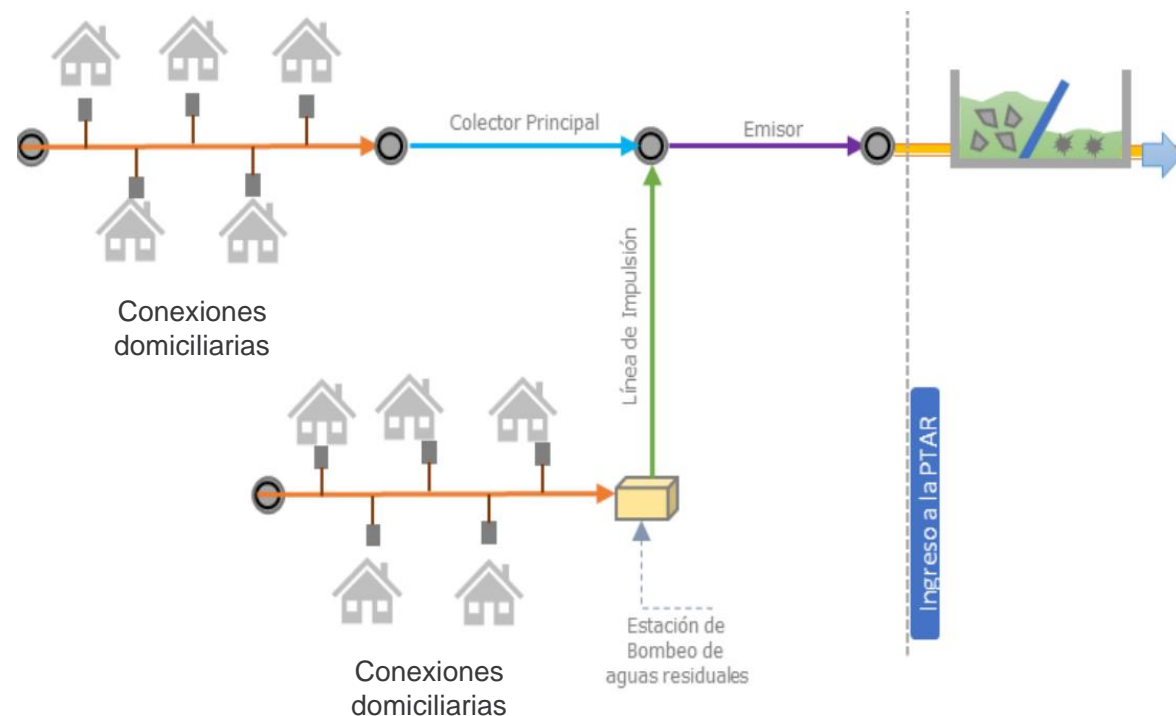 Colector Principal
Emisor
Conexiones
domiciliarias
Línea de Impulsión
Ingreso a la PTAR
Estación de
Bombeo de
aguas residuales
Conexiones
domiciliarias